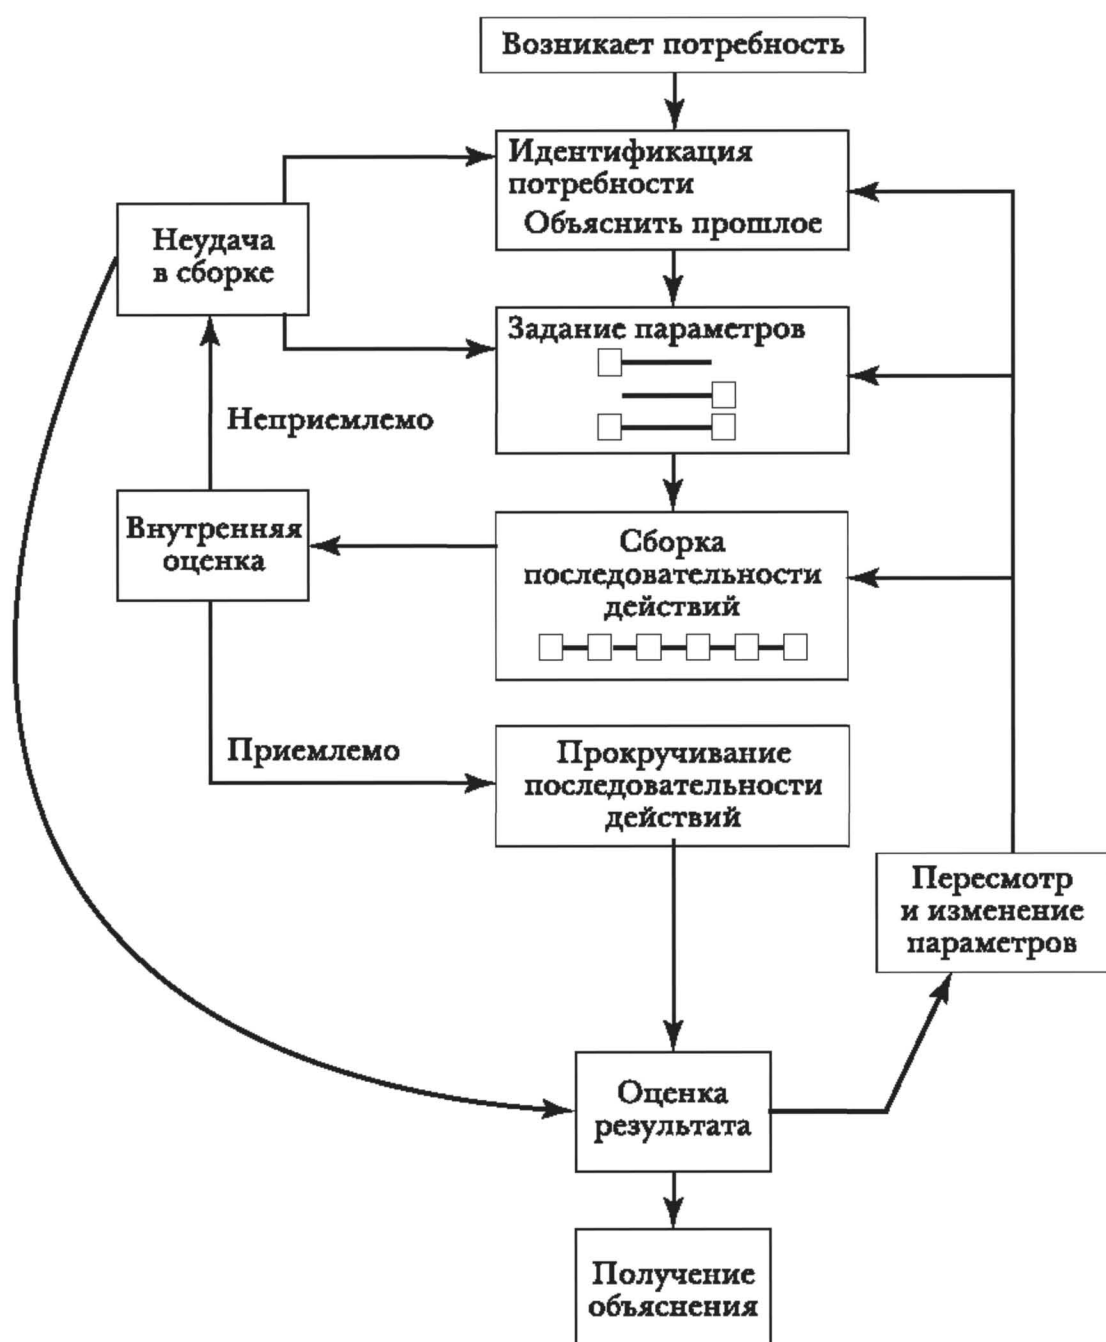 Возникает потребность
Идентификация
потребности
Объяснить прошлое
Неудача
в сборке
Задание параметров
Неприемлемо
Внутренняя
оценка
Сборка
последовательности
действий
Приемлемо
Прокручивание
последовательности
действий
Пересмотр
и изменение
параметров
Оценка
результата
Получение
объяснения